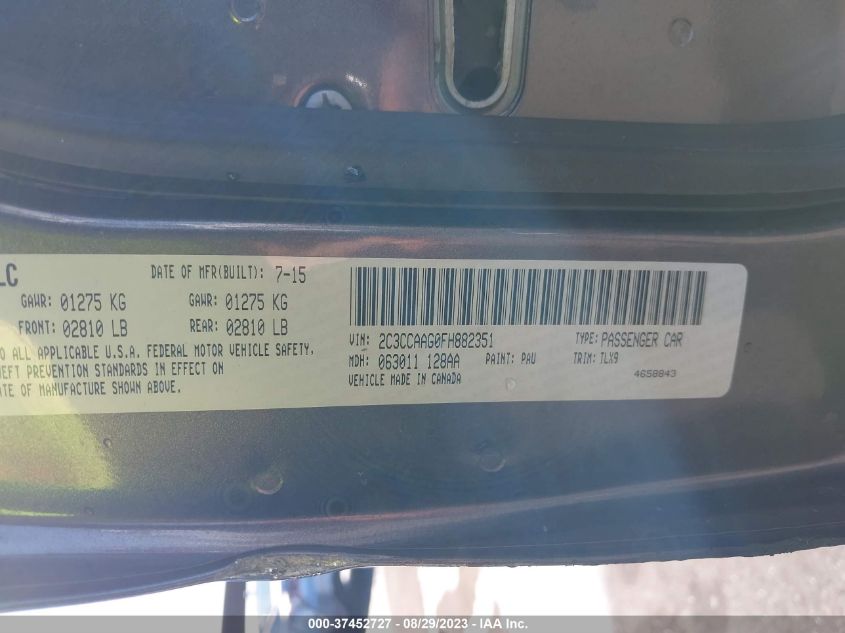 LC
DATE OF MFR(BUILT): 7-15
GAWR: 01275 KG GAWR: 01275 KG
FRONT: 02810 LB REAR: 02810 LB
O ALL APPLICABLE U.S.A. FEDERAL MOTOR VEHICLE SAFETY,
HEFT PREVENTION STANDARDS IN EFFECT ON
ATE OF MANUFACTURE SHOWN ABOVE.
VIN: 2C3CCAAG0FH882351 TYPE: PASSENGER CAR
MDH: 063011 128AA PAINT: PAU TRIM: TLX9
VEHICLE MADE IN CANADA
4658843
000-37452727 - 08/29/2023 - IAA Inc.